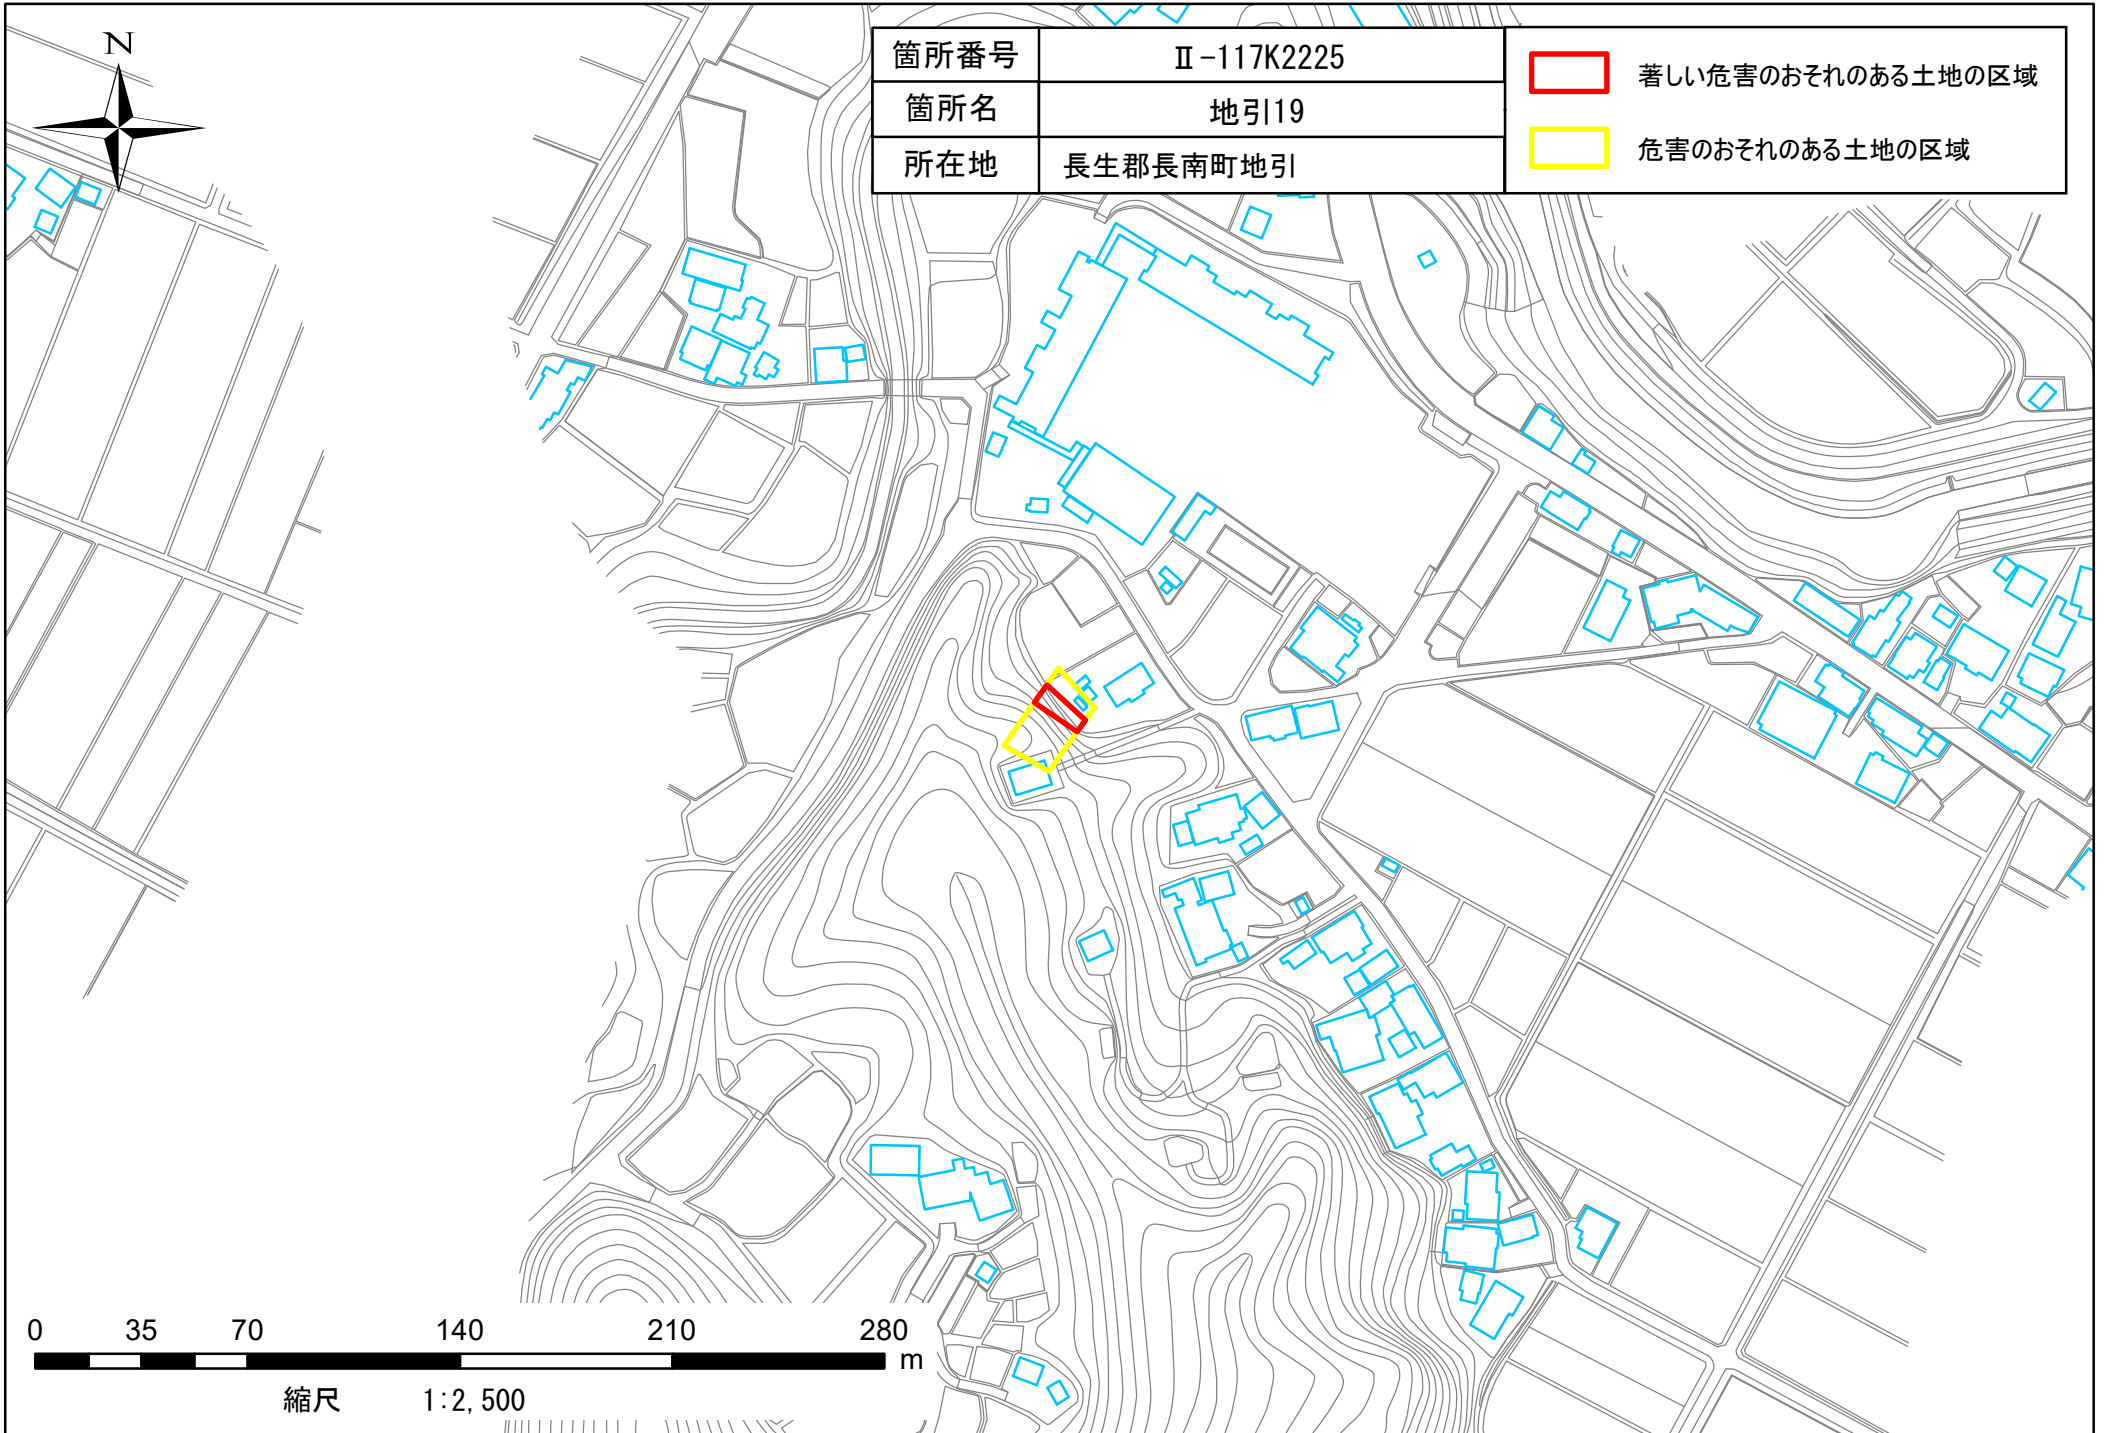 N
箇所番号 Ⅱ-117K2225
箇所名 地引19
所在地 長生郡長南町地引
著しい危害のおそれのある土地の区域
危害のおそれのある土地の区域
0 35 70 140 210 280
m
縮尺 1:2,500